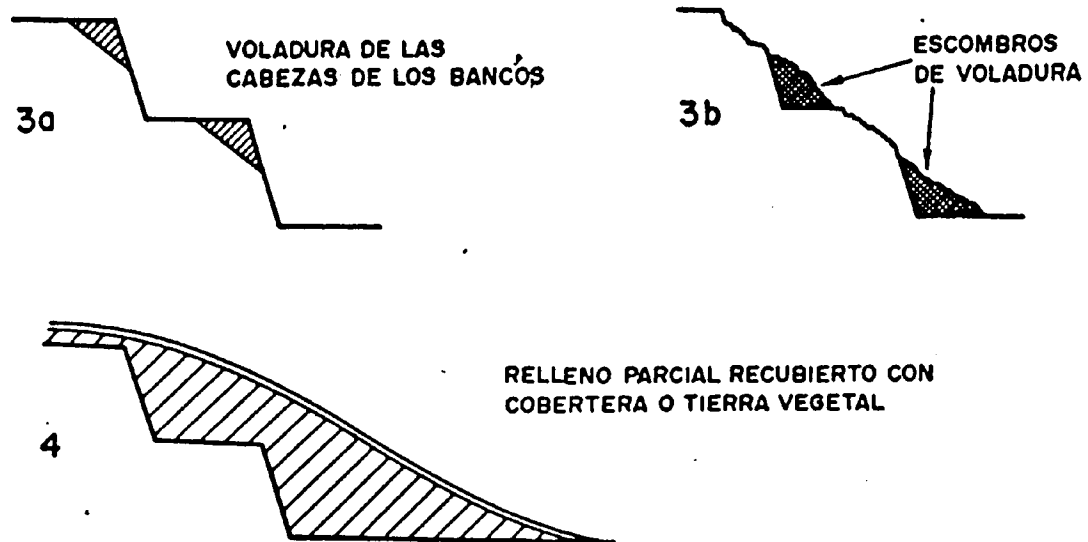 3a
VOLADURA DE LAS
CABEZAS DE LOS BANCÓS
3b
ESCOMBROS
DE VOLADURA
4
RELLENO PARCIAL RECUBIERTO CON
COBERTERA O TIERRA VEGETAL